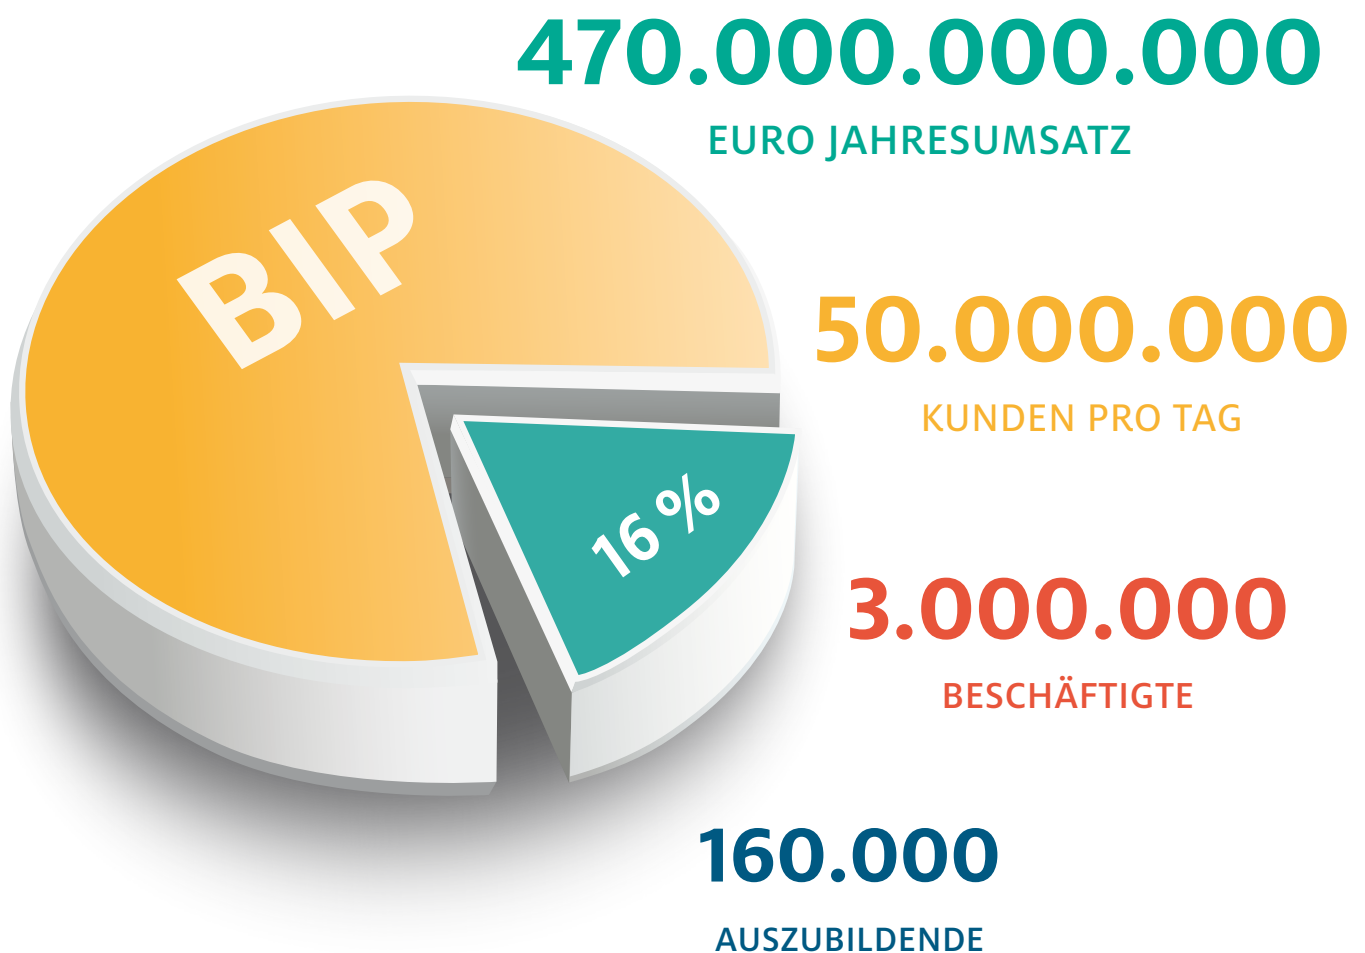 470.000.000.000
EURO JAHRESUMSATZ
BIP
50.000.000
KUNDEN PRO TAG
16 %
3.000.000
BESCHÄFTIGTE
160.000
AUSZUBILDENDE